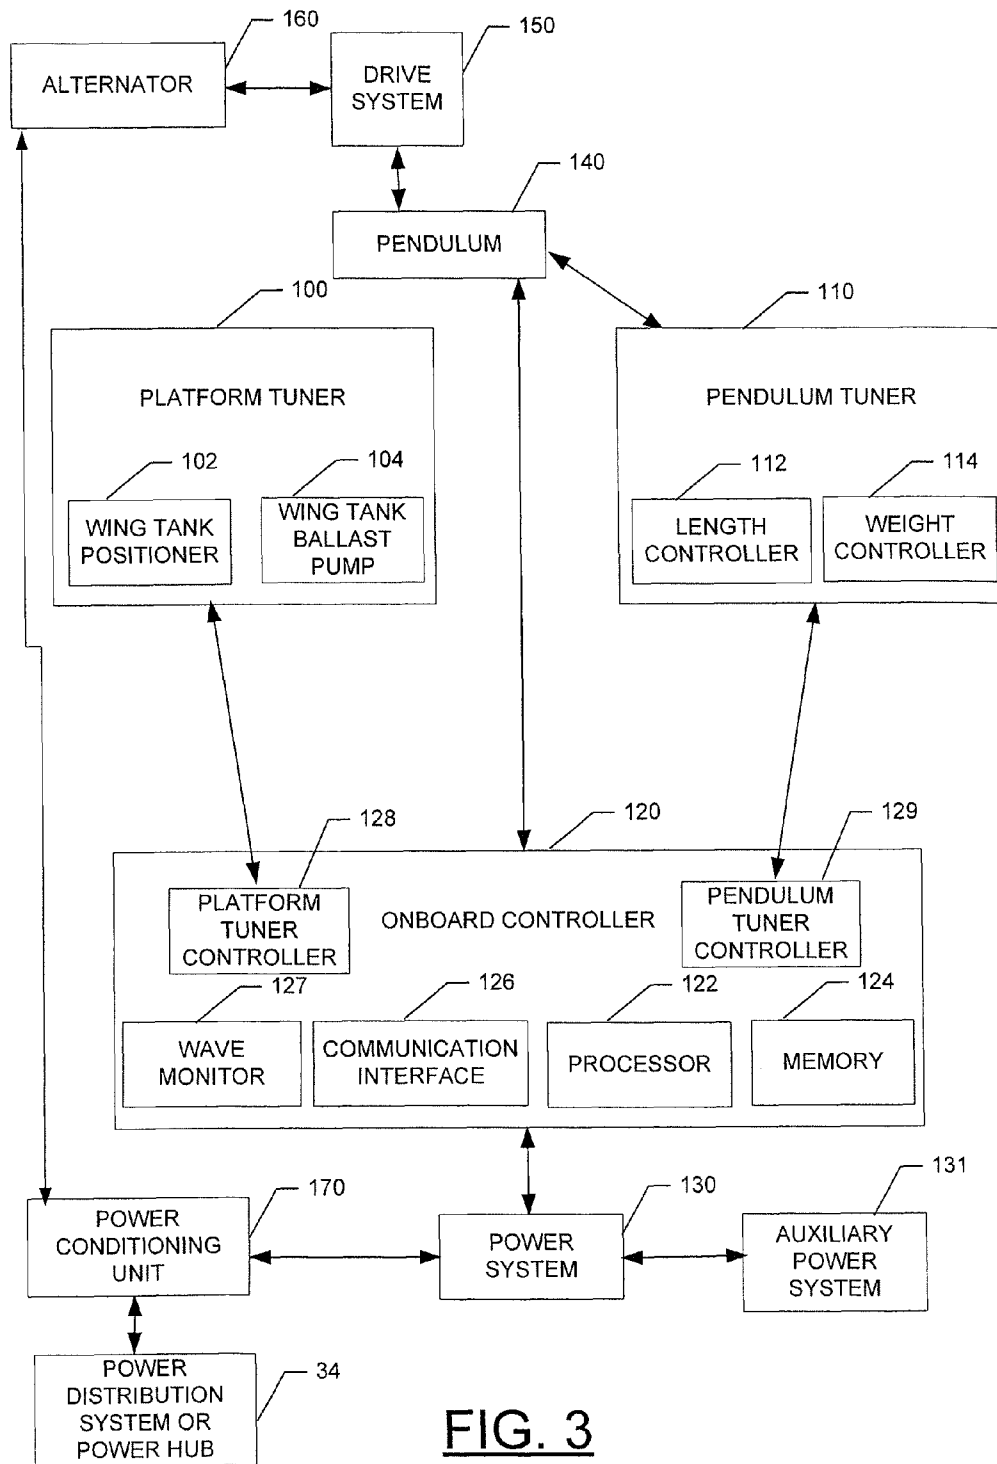 160
150
ALTERNATOR
DRIVE
SYSTEM
140
PENDULUM
100
110
PLATFORM TUNER
PENDULUM TUNER
102
104
112
114
WING TANK
POSITIONER
WING TANK
BALLAST
PUMP
LENGTH
CONTROLLER
WEIGHT
CONTROLLER
128
120
129
PLATFORM
TUNER
CONTROLLER
ONBOARD CONTROLLER
PENDULUM
TUNER
CONTROLLER
127
126
122
124
WAVE
MONITOR
COMMUNICATION
INTERFACE
PROCESSOR
MEMORY
170
130
131
POWER
CONDITIONING
UNIT
POWER
SYSTEM
AUXILIARY
POWER
SYSTEM
34
POWER
DISTRIBUTION
SYSTEM OR
POWER HUB
FIG. 3